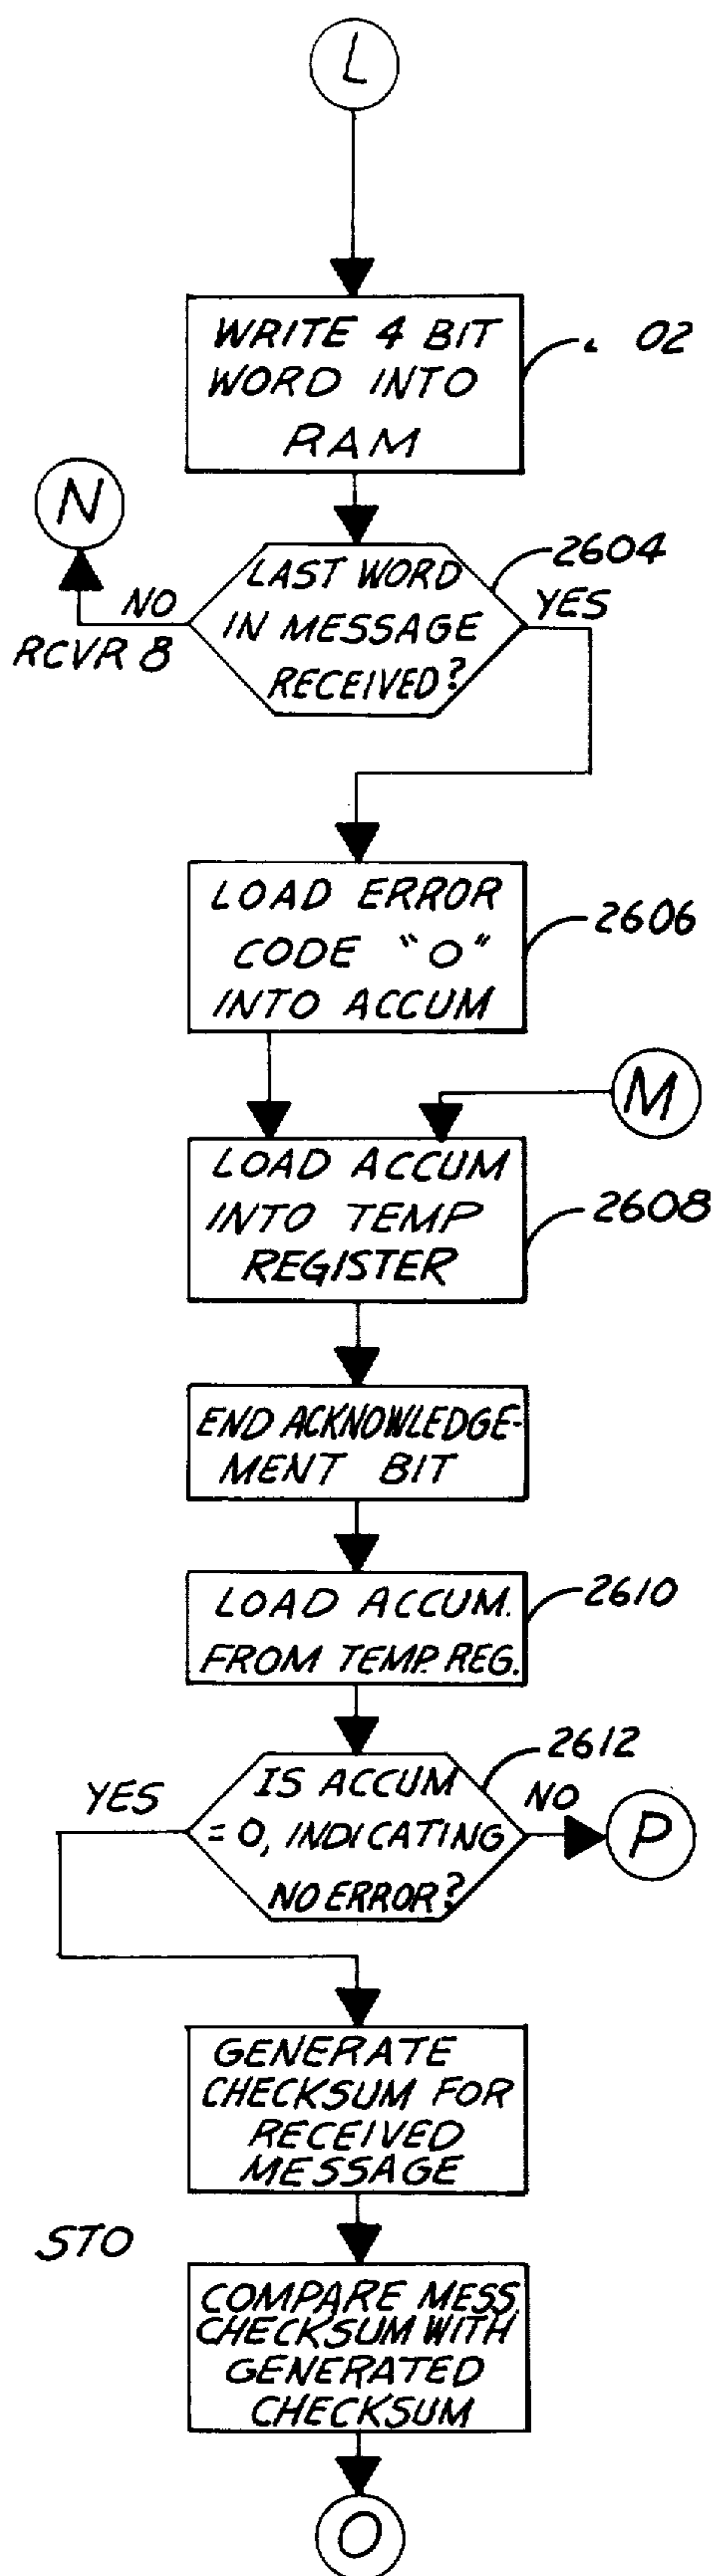 L
WRITE 4 BIT
WORD INTO
RAM
02
N
LAST WORD
IN MESSAGE
RECEIVED?
2604
NO
YES
RCVR 8
LOAD ERROR
CODE "O"
INTO ACCUM
2606
M
LOAD ACCUM
INTO TEMP
REGISTER
2608
END ACKNOWLEDGE-
MENT BIT
LOAD ACCUM.
FROM TEMP. REG.
2610
IS ACCUM
= 0, INDICATING
NO ERROR?
2612
YES
NO
P
GENERATE
CHECKSUM FOR
RECEIVED
MESSAGE
STO
COMPARE MESS
CHECKSUM WITH
GENERATED
CHECKSUM
O